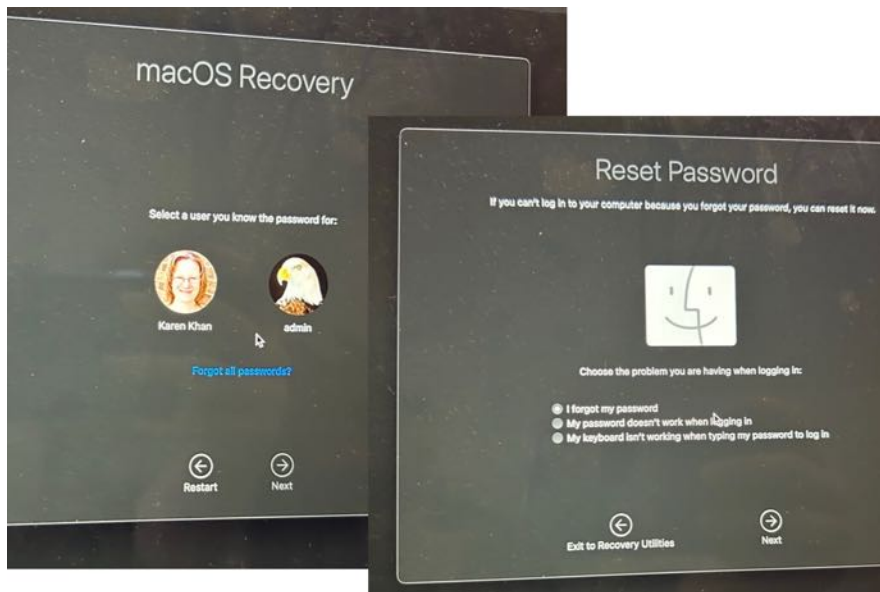 macOS Recovery
Select a user you know the password for:
Karen Khan
admin
Forgot all passwords?
Restart
Next
Reset Password
If you can't log in to your computer because you forgot your password, you can reset it now.
Choose the problem you are having when logging in:
I forgot my password
My password doesn't work when logging in
My keyboard isn't working when typing my password to log in
Exit to Recovery Utilities
Next